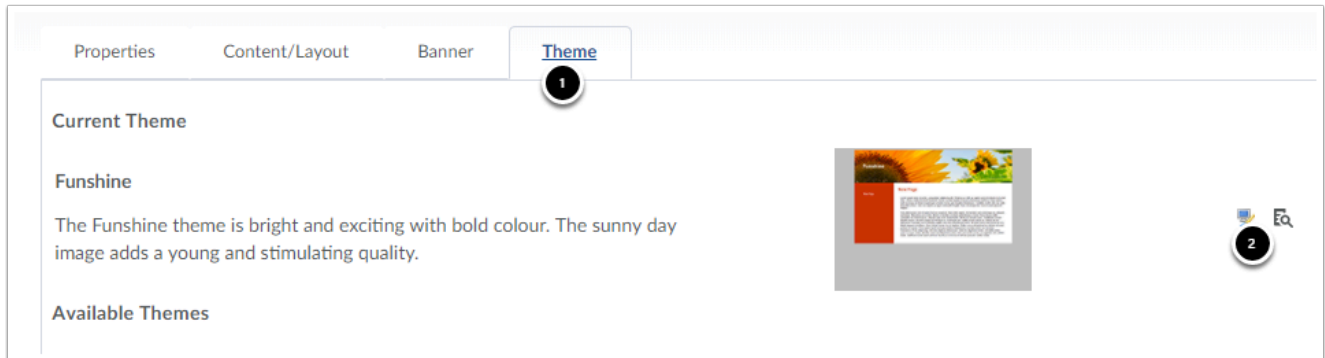 Properties Content/Layout Banner Theme
1
Current Theme
Funshine
The Funshine theme is bright and exciting with bold colour. The sunny day
image adds a young and stimulating quality.
2
Available Themes